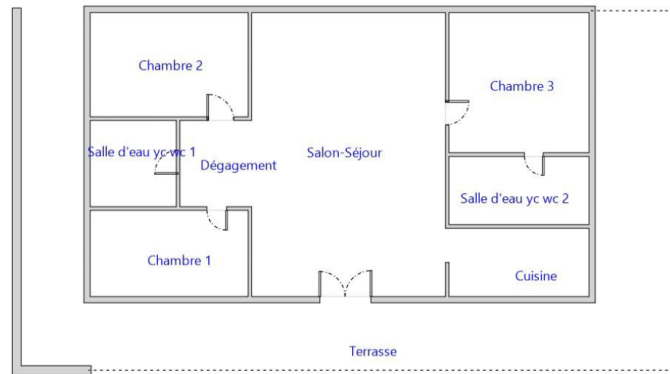 Chambre 2
Chambre 3
Salle d'eau yc wc 1
Salon-Séjour
Dégagement
Salle d'eau yc wc 2
Chambre 1
Cuisine
Terrasse